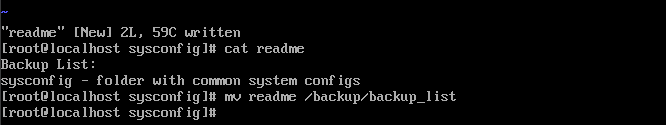 ~
"readme" [New] 2L, 59C written
[root@localhost sysconfig]# cat readme
Backup List:
sysconfig - folder with common system configs
[root@localhost sysconfig]# mv readme /backup/backup_list
[root@localhost sysconfig]#